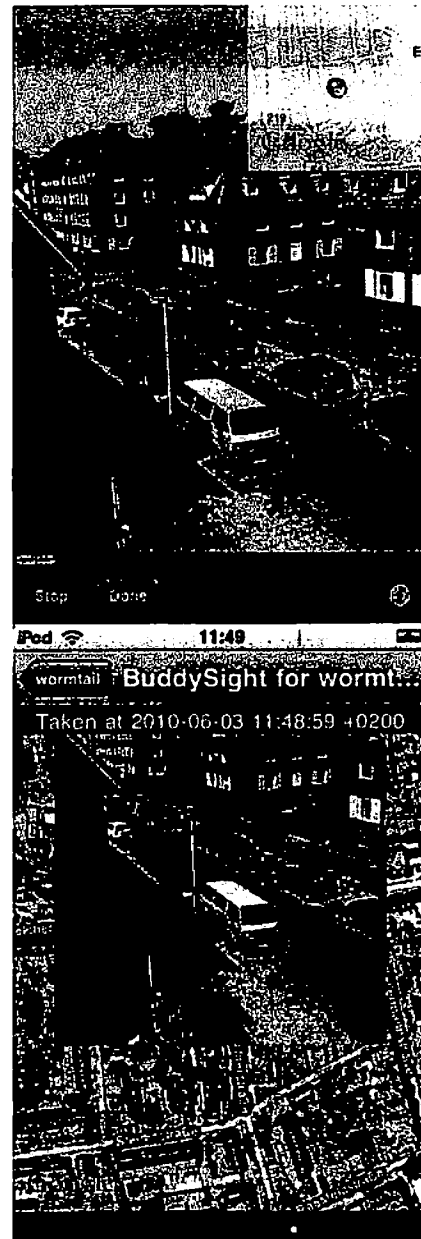 Stop Done
iPod 11:49
wormtail BuddySight for wormt...
Taken at 2010-06-03 11:48:59 +0200